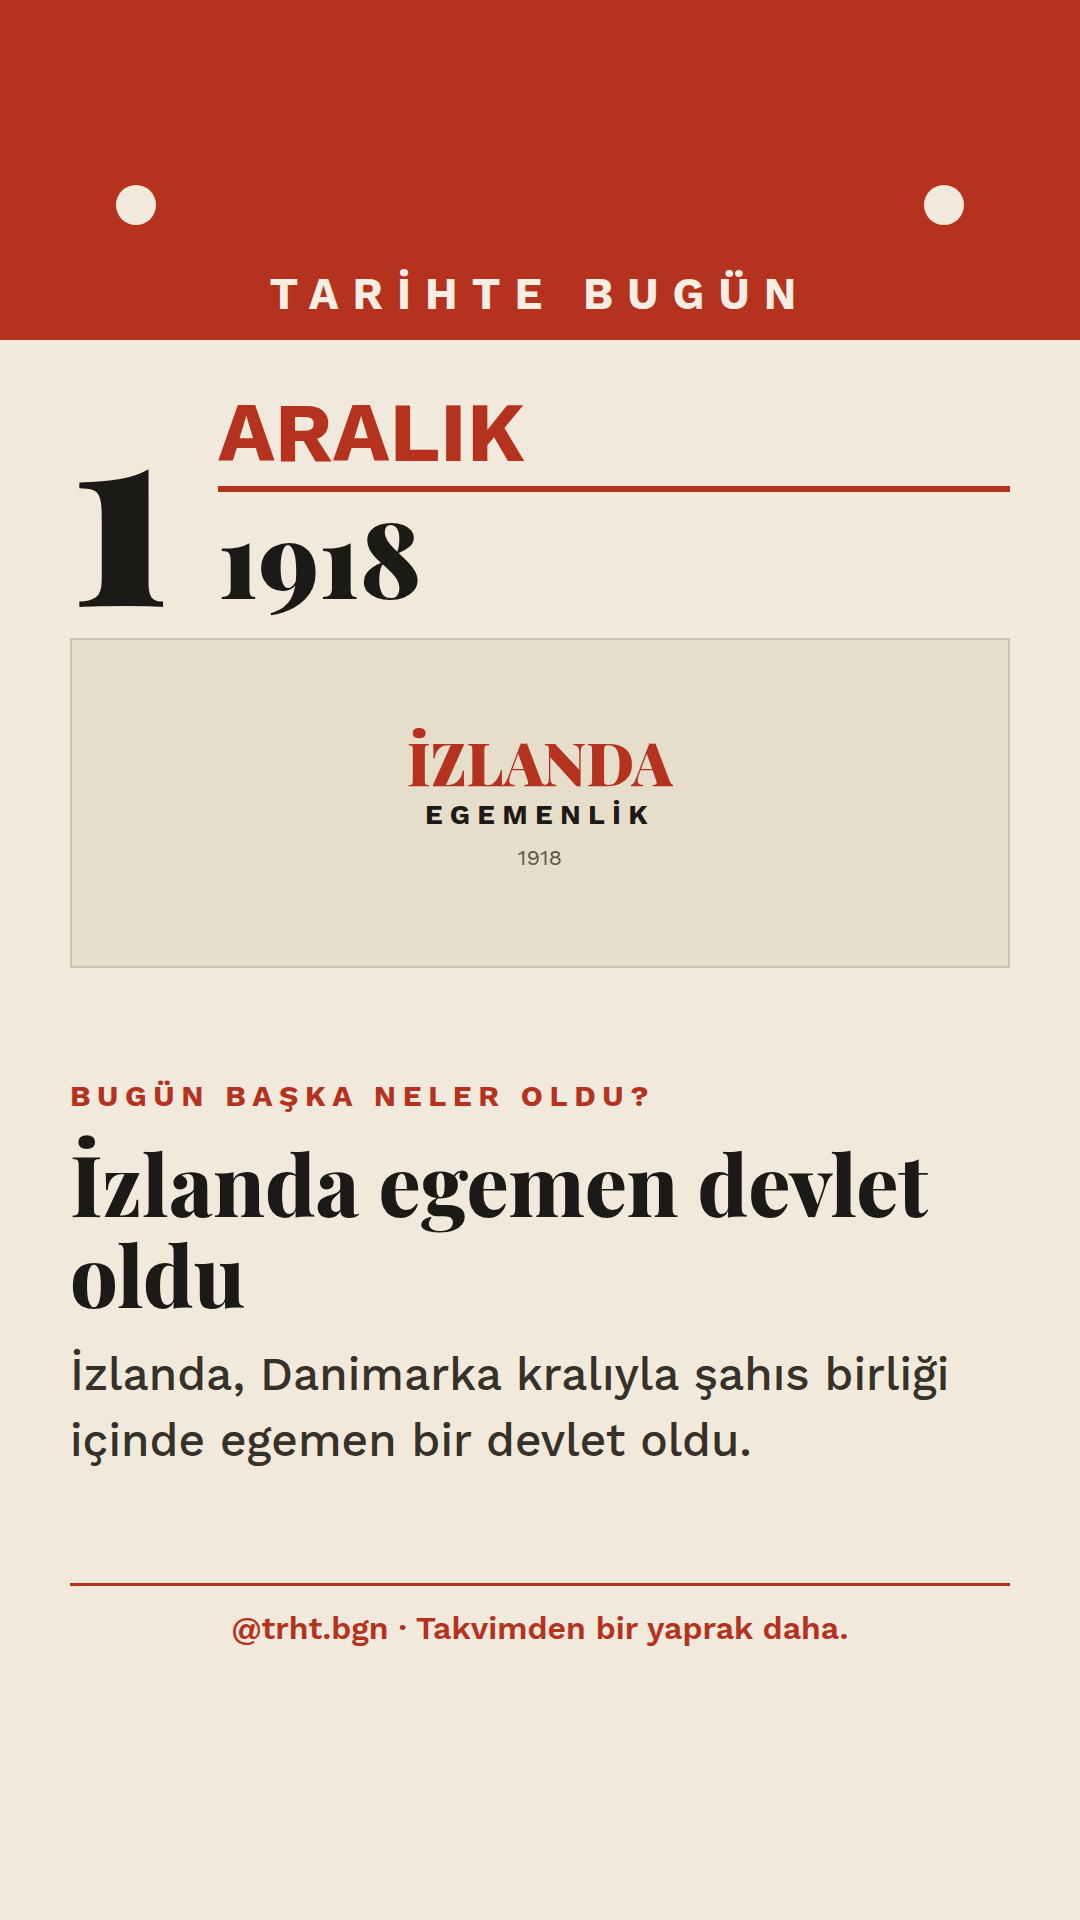 TARİHTE BUGÜN
1
ARALIK
1918
İZLANDA
EGEMENLİK
1918
BUGÜN BAŞKA NELER OLDU?
İzlanda egemen devlet
oldu
İzlanda, Danimarka kralıyla şahıs birliği
içinde egemen bir devlet oldu.
@trht.bgn · Takvimden bir yaprak daha.